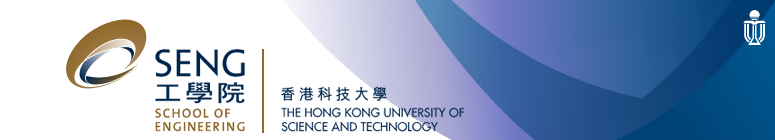 SENG
工學院
SCHOOL OF
ENGINEERING
香港科技大學
THE HONG KONG UNIVERSITY OF
SCIENCE AND TECHNOLOGY